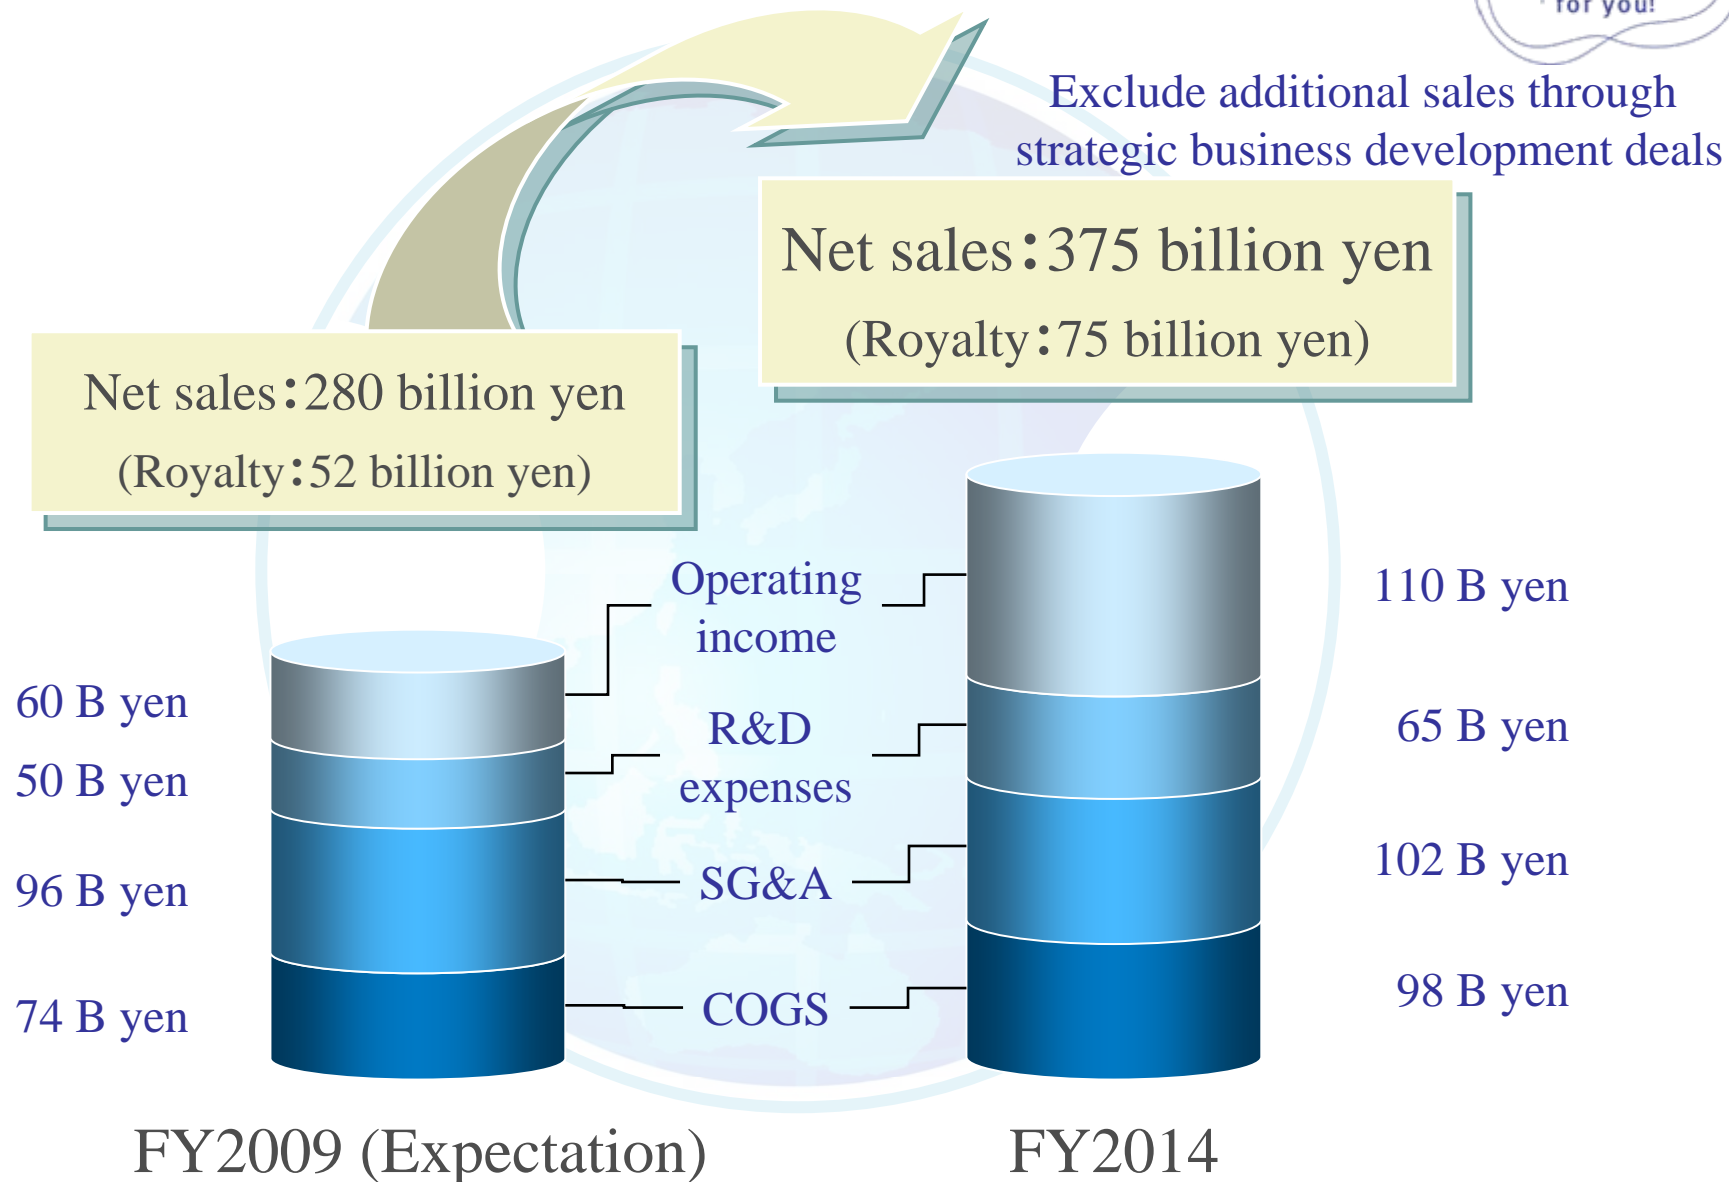 for you!
Exclude additional sales through
strategic business development deals
Net sales：375 billion yen
(Royalty：75 billion yen)
Net sales：280 billion yen
(Royalty：52 billion yen)
Operating
income
110 B yen
60 B yen
R&D
expenses
65 B yen
50 B yen
SG&A
102 B yen
96 B yen
COGS
98 B yen
74 B yen
FY2009 (Expectation)
FY2014